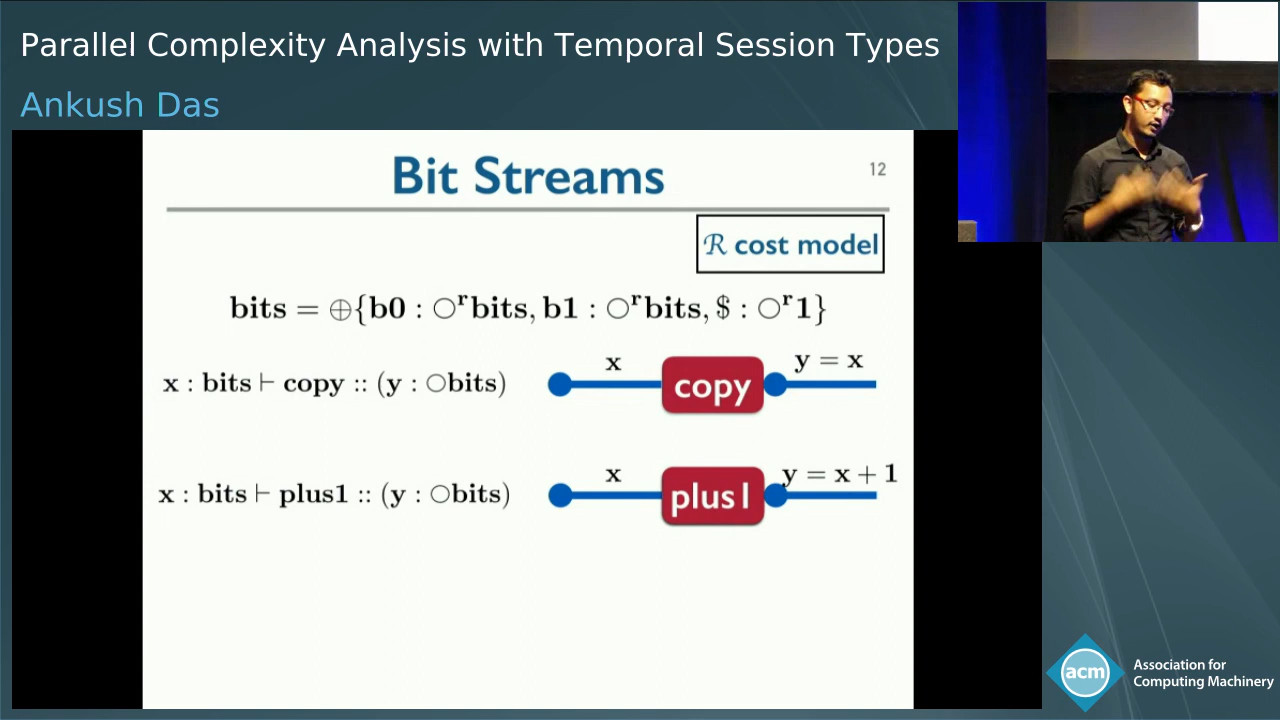 Parallel Complexity Analysis with Temporal Session Types
Ankush Das
Bit Streams
12
ℛ cost model
bits = ⊕{b0 : ○ʳbits, b1 : ○ʳbits, $ : ○ʳ1}
x : bits ⊢ copy :: (y : ○bits)
x
copy
y = x
x : bits ⊢ plus1 :: (y : ○bits)
x
plus1
y = x + 1
acm
Association for
Computing Machinery